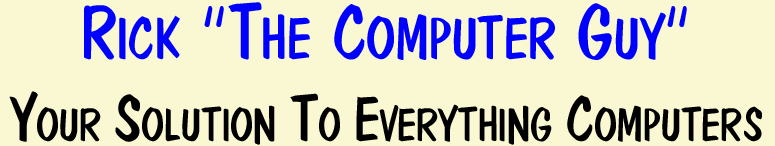 Rick "The Computer Guy"
Your Solution To Everything Computers